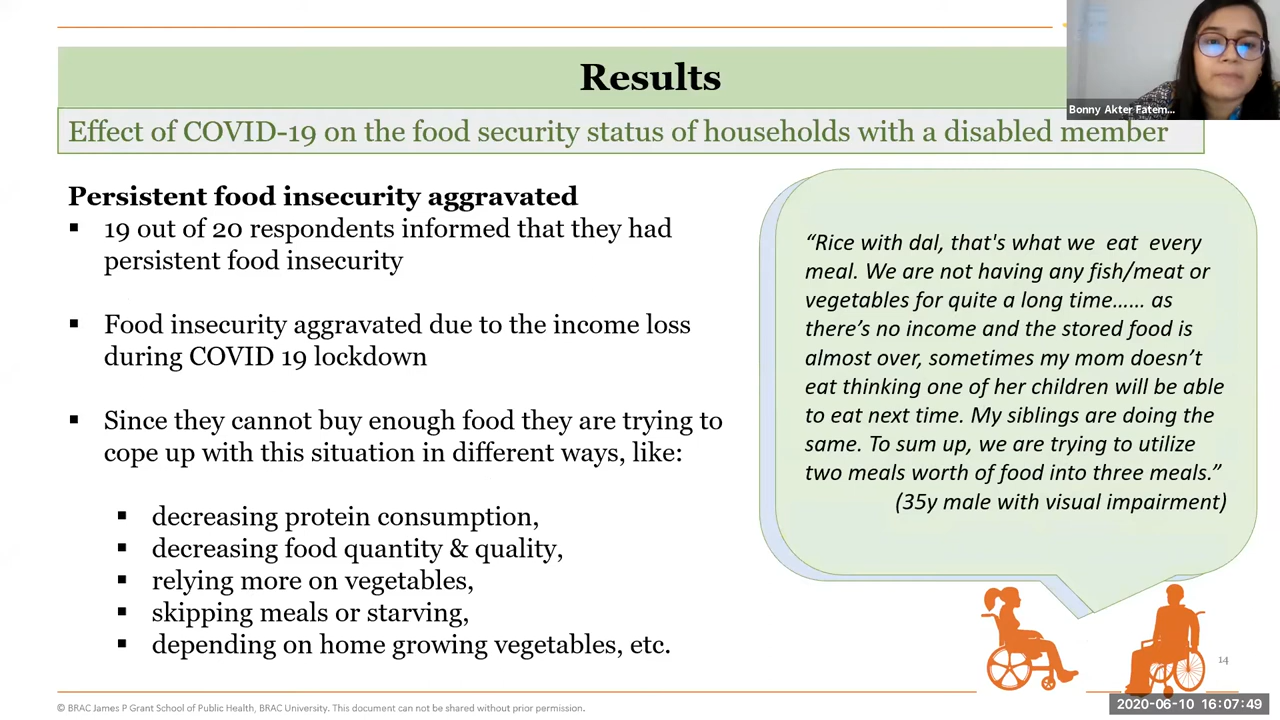 Results
Bonny Akter Fatem...
Effect of COVID-19 on the food security status of households with a disabled member
Persistent food insecurity aggravated
▪ 19 out of 20 respondents informed that they had
persistent food insecurity
▪ Food insecurity aggravated due to the income loss
during COVID 19 lockdown
▪ Since they cannot buy enough food they are trying to
cope up with this situation in different ways, like:
▪ decreasing protein consumption,
▪ decreasing food quantity & quality,
▪ relying more on vegetables,
▪ skipping meals or starving,
▪ depending on home growing vegetables, etc.
“Rice with dal, that's what we eat every
meal. We are not having any fish/meat or
vegetables for quite a long time…... as
there’s no income and the stored food is
almost over, sometimes my mom doesn’t
eat thinking one of her children will be able
to eat next time. My siblings are doing the
same. To sum up, we are trying to utilize
two meals worth of food into three meals.”
(35y male with visual impairment)
14
© BRAC James P Grant School of Public Health, BRAC University. This document can not be shared without prior permission.
2020-06-10 16:07:49